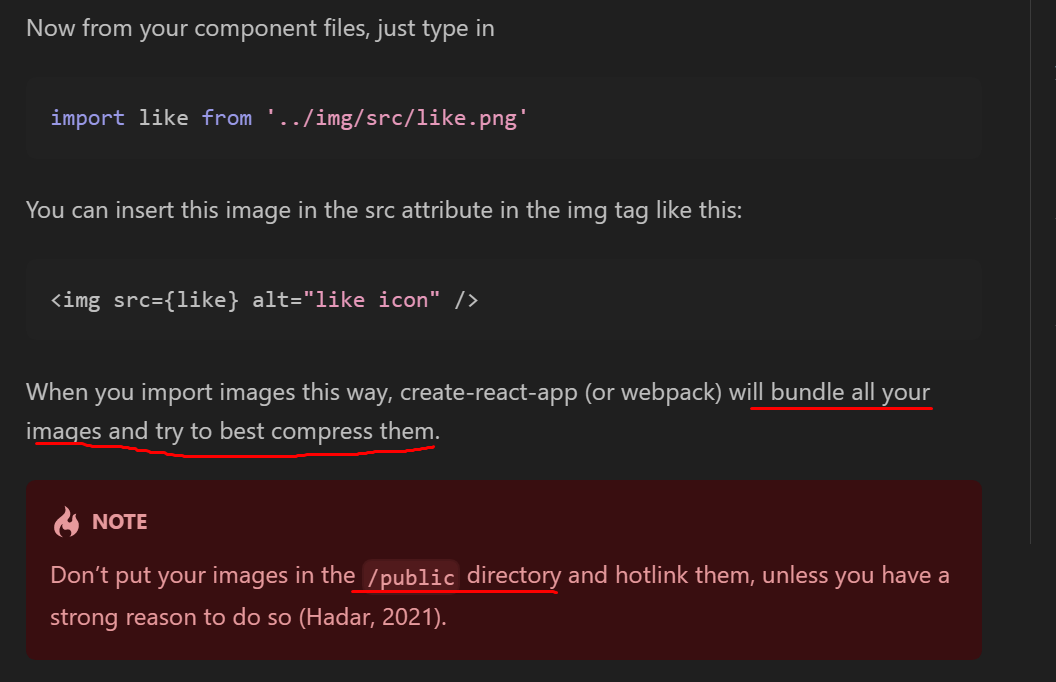 Now from your component files, just type in
import like from '../img/src/like.png'
You can insert this image in the src attribute in the img tag like this:
<img src={like} alt="like icon" />
When you import images this way, create-react-app (or webpack) will bundle all your
images and try to best compress them.
NOTE
Don’t put your images in the /public directory and hotlink them, unless you have a
strong reason to do so (Hadar, 2021).